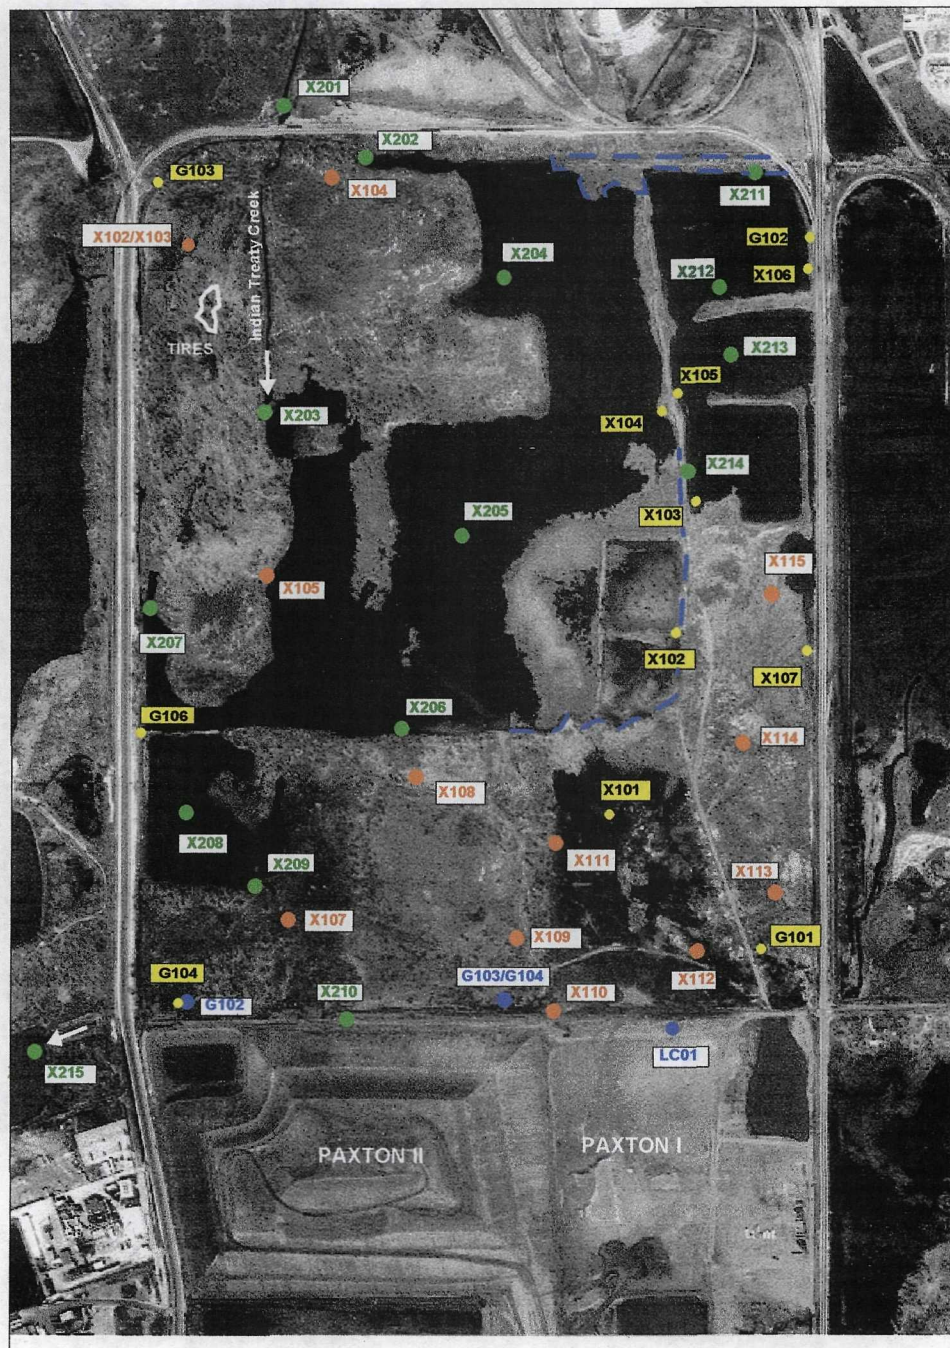 X201
X202
G103
X104
X211
X102/X103
Indian Treaty Creek
G102
X204
X212
X106
TIRES
X213
X105
X203
X104
X214
X205
X103
X105
X115
X207
X102
X107
G106
X206
X114
X108
X101
X208
X111
X209
X113
X107
X109
G101
G104
G102
X210
G103/G104
X110
X112
X215
LC01
PAXTON II
PAXTON I